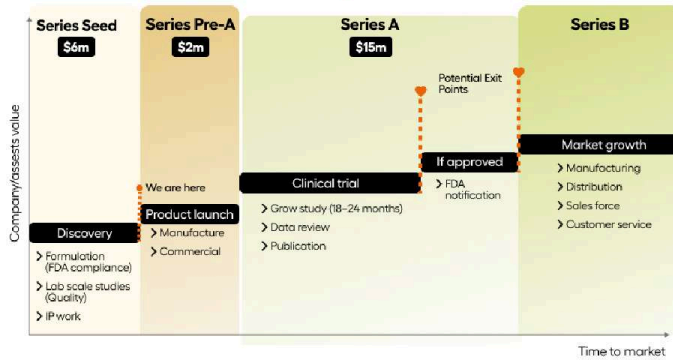 Series Seed
$6m
Series Pre-A
$2m
Series A
$15m
Series B
Company/assests value
Potential Exit
Points
We are here
Discovery
> Formulation
(FDA compliance)
> Lab scale studies
(Quality)
> IP work
Product launch
> Manufacture
> Commercial
Clinical trial
> Grow study (18-24 months)
> Data review
> Publication
If approved
> FDA
notification
Market growth
> Manufacturing
> Distribution
> Sales force
> Customer service
Time to market